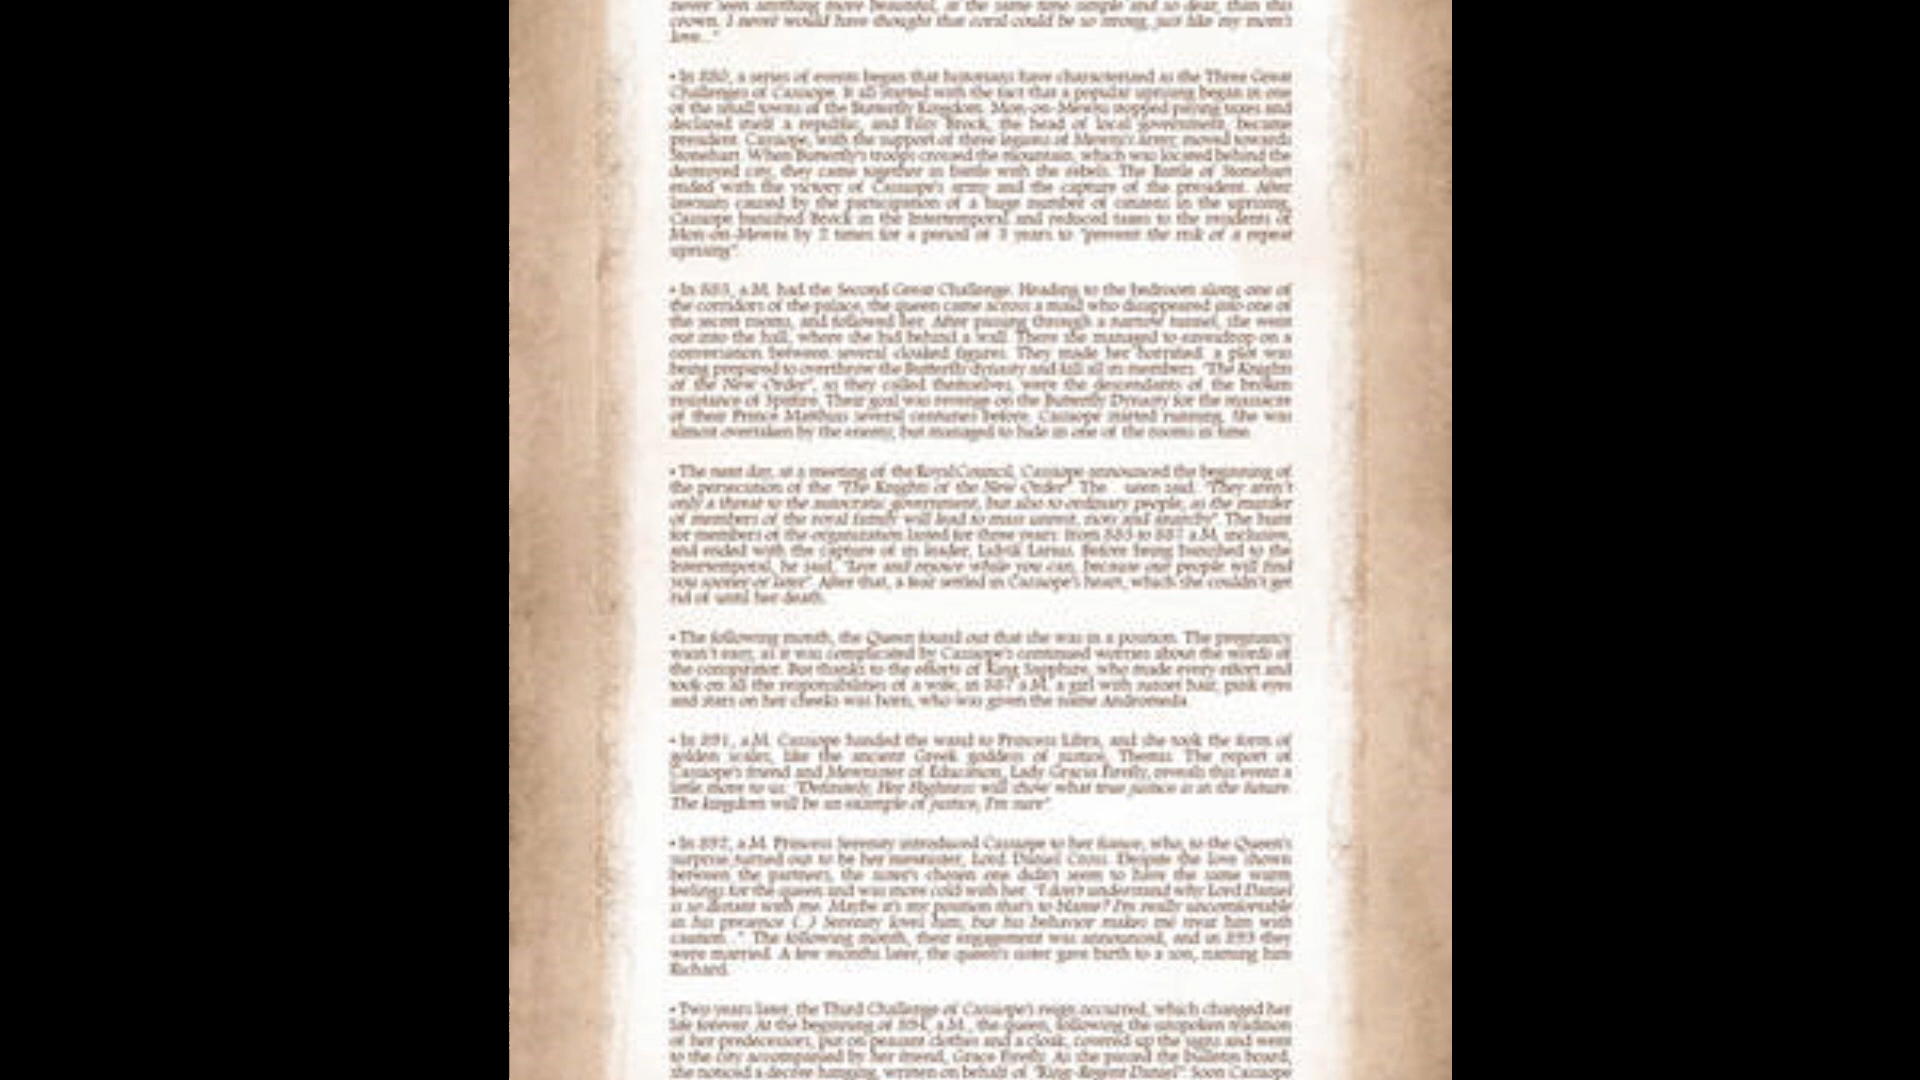 never seen anything more beautiful, at the same time simple and so dear, than this
crown. I never would have thought that coral could be so strong, just like my mom's
love..."
• In 880, a series of events began that historians have characterized as the Three Great
Challenges of Cassiope. It all started with the fact that a popular uprising began in one
of the small towns of the Butterfly Kingdom. Mon-on-Mewni stopped paying taxes and
declared itself a republic, and Brock, the head of local government, became
president. Cassiope, with the support of three legions of Mewni's army, moved towards
Stonehart. When Butterfly's troops crossed the mountain, which was located behind the
destroyed city, they came together in battle with the rebels. The Battle of Stonehart
ended with the victory of Cassiope's army and the capture of the president. After
lawsuits caused by the participation of a huge number of citizens in the uprising,
Cassiope banished Brock in the Intertemporal and reduced taxes to the residents of
Mon-on-Mewni by 2 times for a period of 3 years to "prevent the risk of a repeat
uprising".
• In 885, a.M. had the Second Great Challenge. Heading to the bedroom along one of
the corridors of the palace, the queen came across a maid who disappeared into one of
the secret rooms, and followed her. After passing through a narrow tunnel, she went
out into the hall, where she hid behind a wall. There she managed to eavesdrop on a
conversation between several cloaked figures. They made her horrified: a plot was
being prepared to overthrow the Butterfly dynasty and kill all its members. "The Knights
of the New Order", as they called themselves, were the descendants of the broken
resistance of Spitfire. Their goal was revenge on the Butterfly Dynasty for the massacre
of their Prince Matthias several centuries before. Cassiope started running. She was
almost overtaken by the enemy, but managed to hide in one of the rooms in time.
• The next day, at a meeting of the Royal Council, Cassiope announced the beginning of
the persecution of the "The Knights of the New Order". The ueen said: "They aren't
only a threat to the autocratic government, but also to ordinary people, as the murder
of members of the royal family will lead to mass unrest, riots and anarchy". The hunt
for members of the organization lasted for three years: from 885 to 887 a.M. inclusive,
and ended with the capture of its leader, Larsus. Before being banished to the
Intertemporal, he said: "Live and rejoice while you can, because our people will find
you sooner or later". After that, a fear settled in Cassiope's heart, which she couldn't get
rid of until her death.
• The following month, the Queen found out that she was in a position. The pregnancy
wasn't easy, as it was complicated by Cassiope's continued worries about the words of
the conspirator. But thanks to the efforts of King Sapphire, who made every effort and
took on all the responsibilities of a wife, in 887 a.M. a girl with sunset hair, pink eyes
and stars on her cheeks was born, who was given the name Andromeda.
• In 891, a.M. Cassiope handed the wand to Princess Libra, and she took the form of
golden scales, like the ancient Greek goddess of justice, Themis. The report of
Cassiope's friend and Mewnister of Education, Lady Gracia Firefly, reveals this event a
little more to us: "Definitely, Her Highness will show what true justice is in the future.
The kingdom will be an example of justice, I'm sure".
• In 892, a.M. Princess Serenity introduced Cassiope to her fiance, who, to the Queen's
surprise, turned out to be her mewnister, Lord Daniel Cross. Despite the love shown
between the partners, the sister's chosen one didn't seem to have the same warm
feelings for the queen and was more cold with her. "I don't understand why Lord Daniel
is so distant with me. Maybe it's my position that's to blame? I'm really uncomfortable
in his presence (...) Serenity loves him, but his behavior makes me treat him with
caution..." The following month, their engagement was announced, and in 893 they
were married. A few months later, the queen's sister gave birth to a son, naming him
Richard.
• Two years later, the Third Challenge of Cassiope's reign occurred, which changed her
life forever. At the beginning of 894, a.M., the queen, following the unspoken tradition
of her predecessors, put on peasant clothes and a cloak, covered up the signs and went
to the city accompanied by her friend, Grace Firefly. As she passed the bulletin board,
she noticed a decree hanging, written on behalf of "King-Regent Daniel". Soon Cassiope